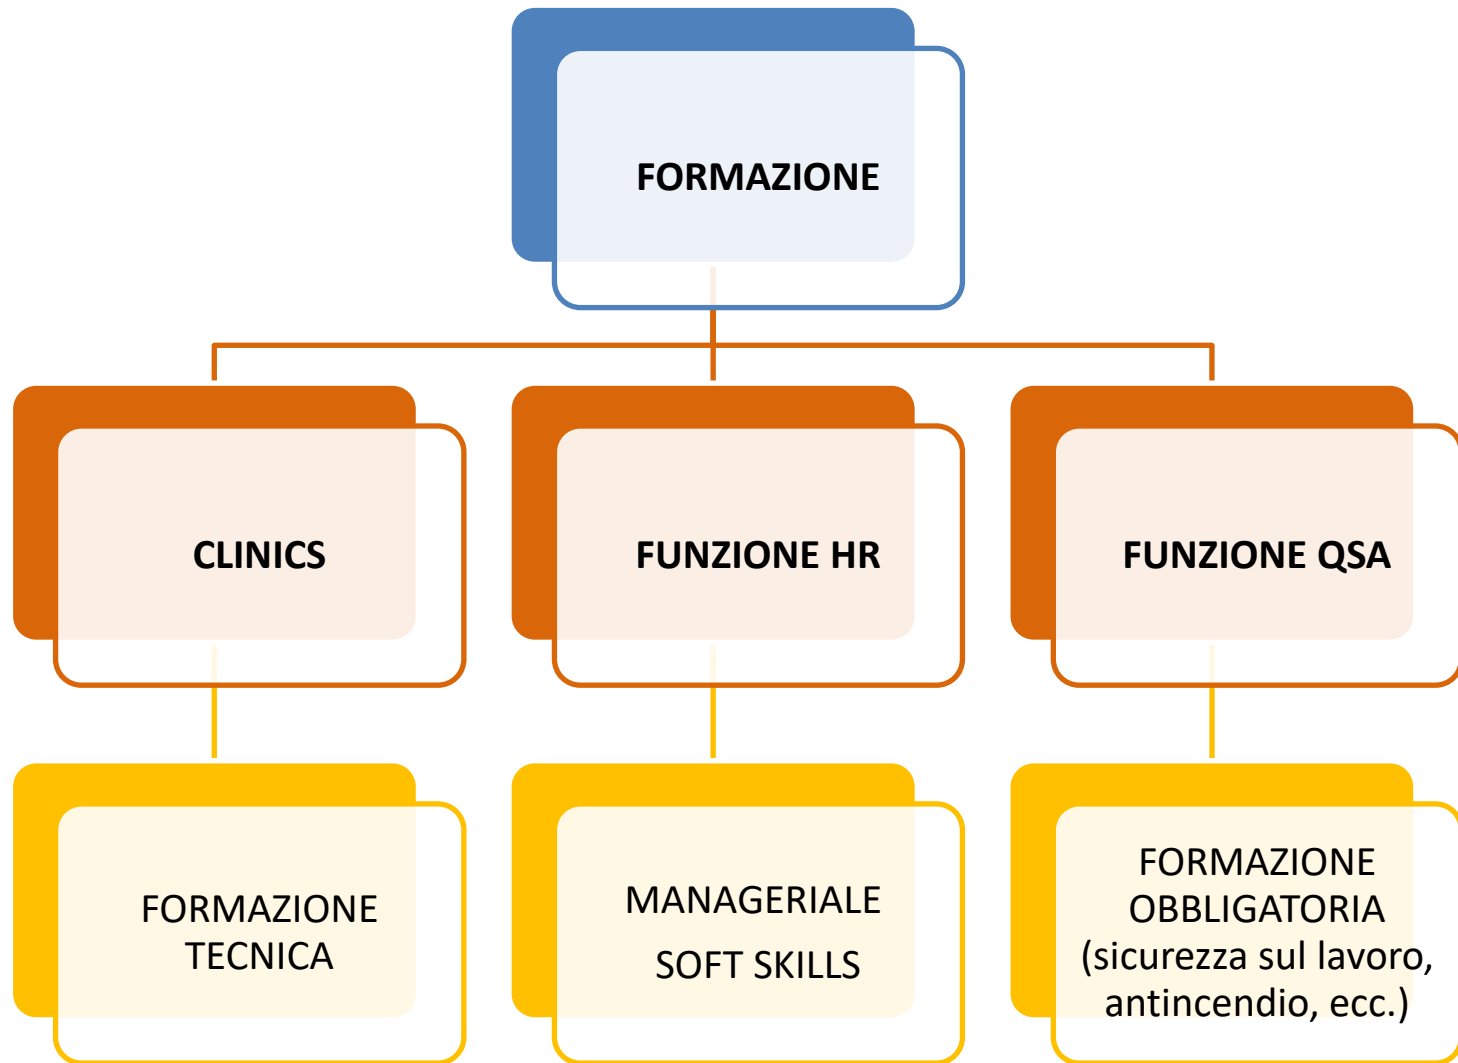 FORMAZIONE
CLINICS
FUNZIONE HR
FUNZIONE QSA
FORMAZIONE
TECNICA
MANAGERIALE
SOFT SKILLS
FORMAZIONE
OBBLIGATORIA
(sicurezza sul lavoro,
antincendio, ecc.)